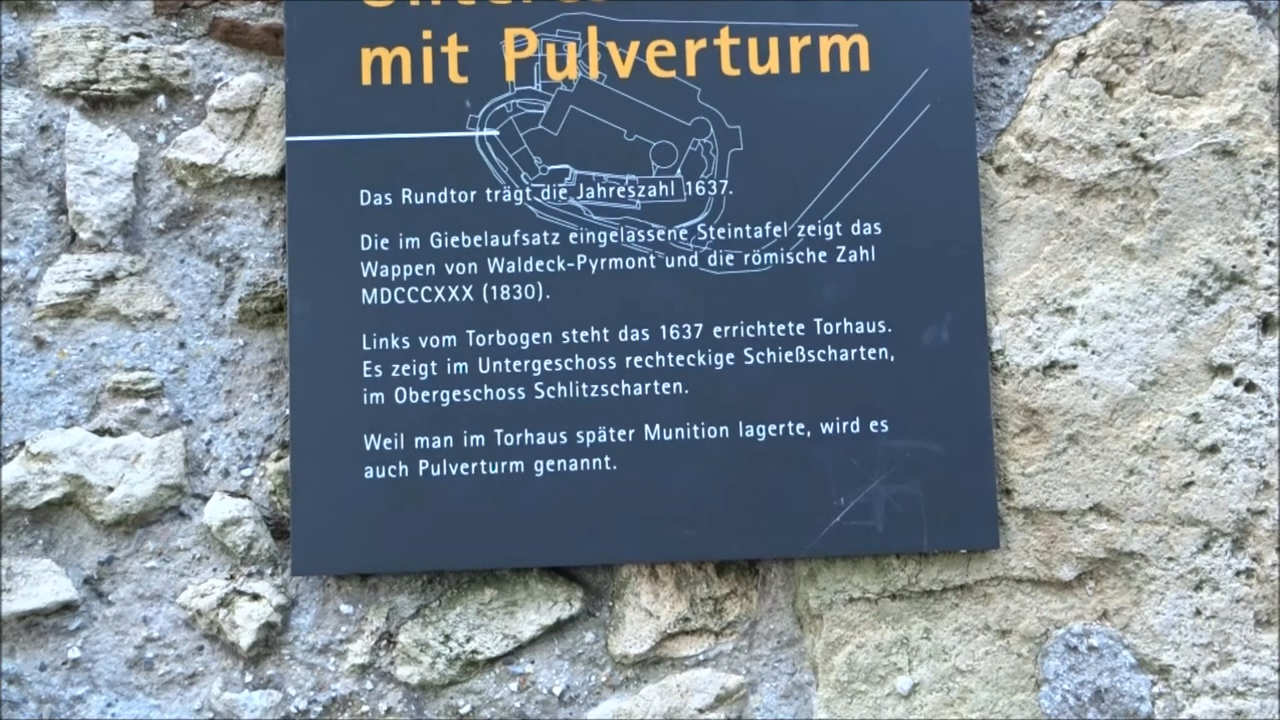 mit Pulverturm
Das Rundtor trägt die Jahreszahl 1637.
Die im Giebelaufsatz eingelassene Steintafel zeigt das
Wappen von Waldeck-Pyrmont und die römische Zahl
MDCCCXXX (1830).
Links vom Torbogen steht das 1637 errichtete Torhaus.
Es zeigt im Untergeschoss rechteckige Schießscharten,
im Obergeschoss Schlitzscharten.
Weil man im Torhaus später Munition lagerte, wird es
auch Pulverturm genannt.